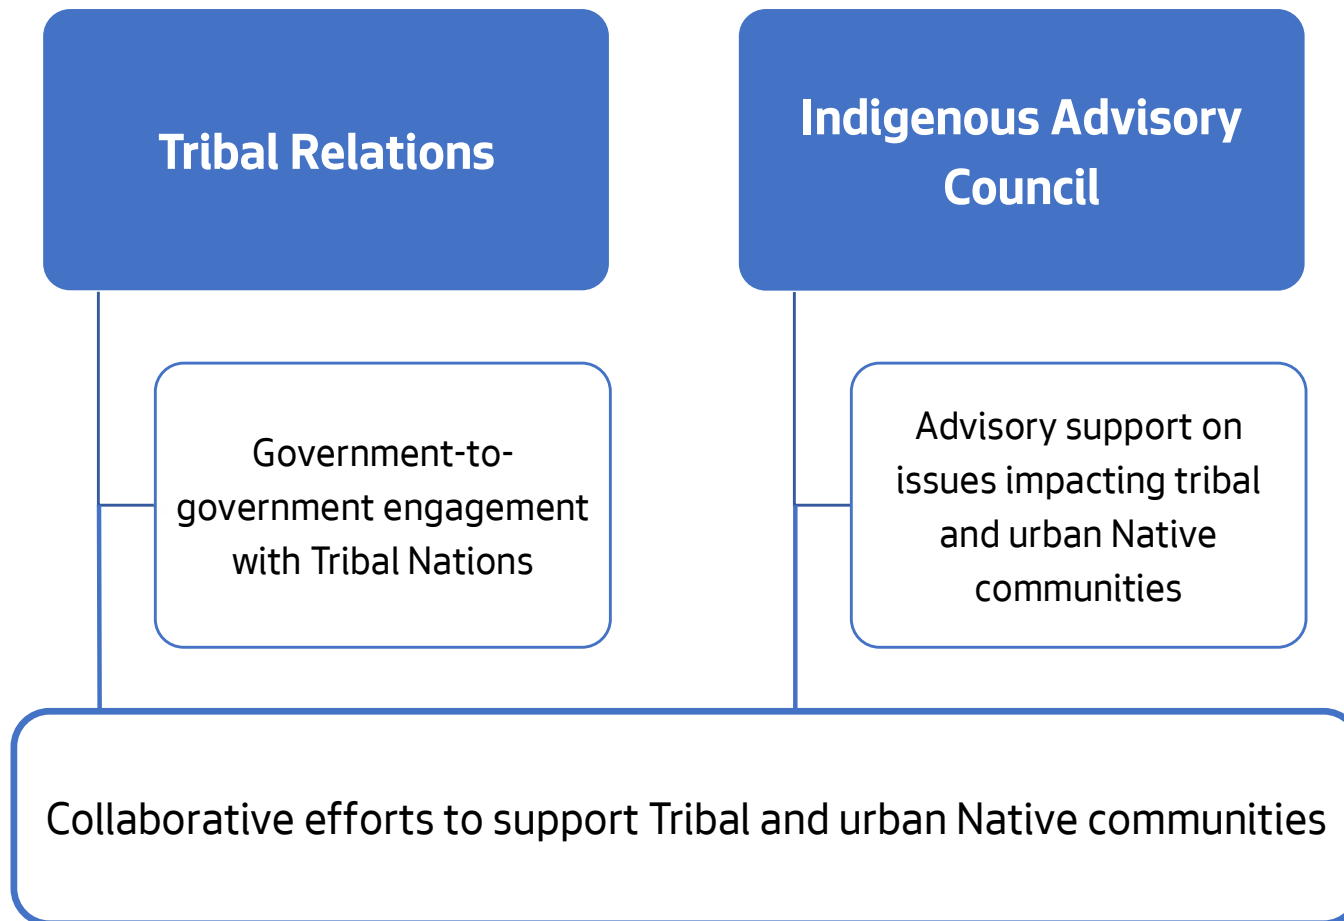 Tribal Relations
Government-to-
government engagement
with Tribal Nations
Indigenous Advisory
Council
Advisory support on
issues impacting tribal
and urban Native
communities
Collaborative efforts to support Tribal and urban Native communities